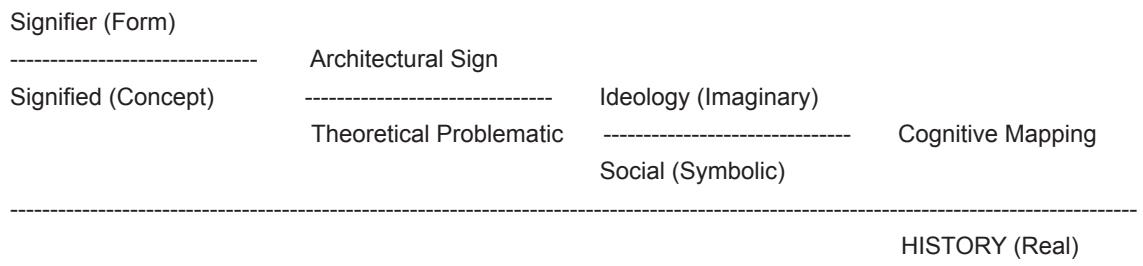 Signifier (Form)
------------------------------- Architectural Sign
Signified (Concept) ------------------------------- Ideology (Imaginary)
Theoretical Problematic ------------------------------- Cognitive Mapping
Social (Symbolic)
---------------------------------------------------------------------------------------------------------------------------------------------
HISTORY (Real)